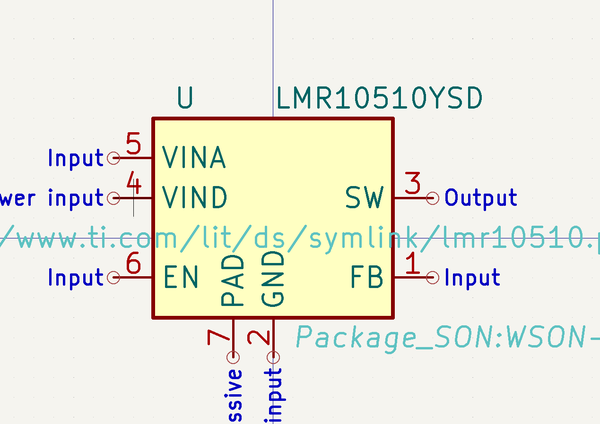 U LMR10510YSD
Input 5 VINA
wer input 4 VIND SW 3 Output
/www.ti.com/lit/ds/symlink/lmr10510.p
Input 6 EN PAD GND FB 1 Input
7 2 Package_SON:WSON-
ssive input